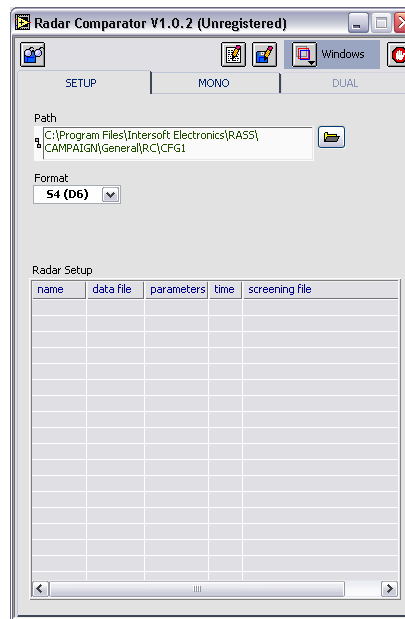 Radar Comparator V1.0.2 (Unregistered)
Windows
SETUP MONO DUAL
Path
C:\Program Files\Intersoft Electronics\RASS\
CAMPAIGN\General\RC\CFG1
Format
S4 (D6)
Radar Setup
name data file parameters time screening file